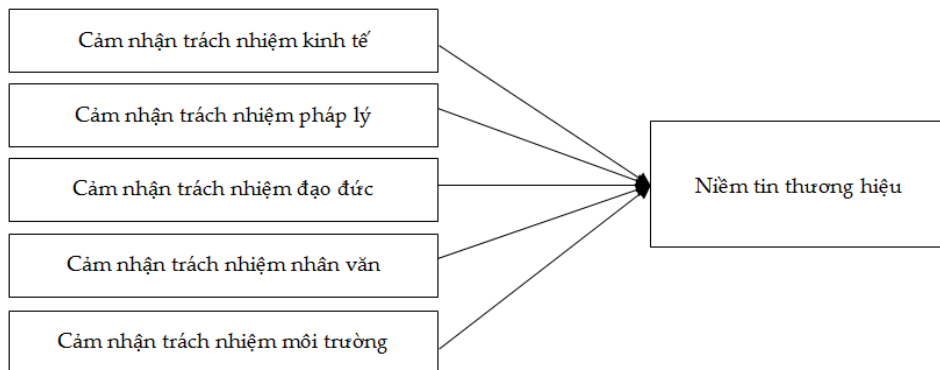 Cảm nhận trách nhiệm kinh tế
Cảm nhận trách nhiệm pháp lý
Cảm nhận trách nhiệm đạo đức
Cảm nhận trách nhiệm nhân văn
Cảm nhận trách nhiệm môi trường
Niềm tin thương hiệu